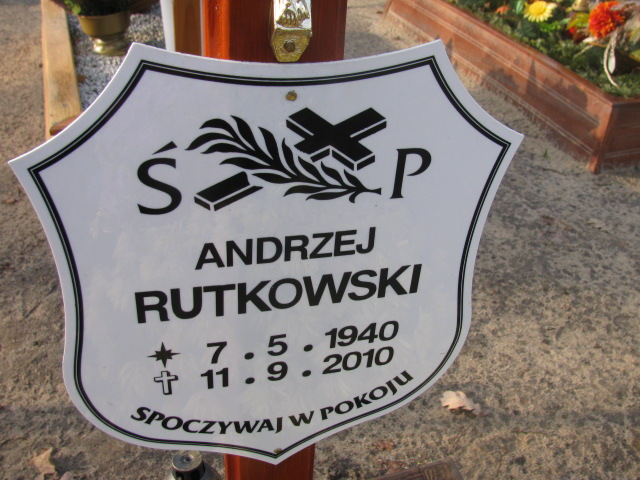 Ś P
ANDRZEJ
RUTKOWSKI
7.5.1940
11.9.2010
SPOCZYWAJ W POKOJU